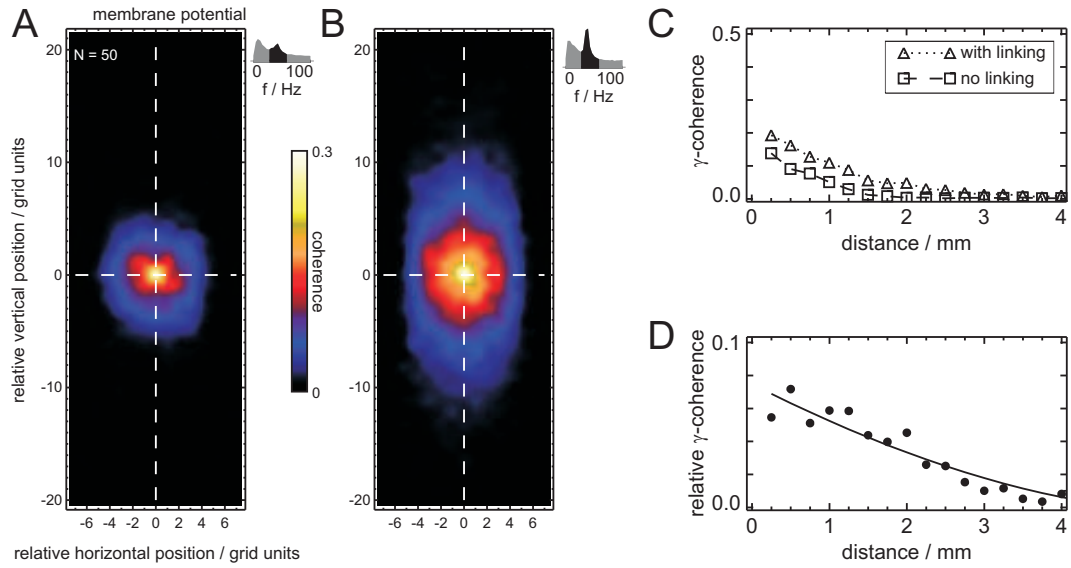 A
membrane potential
N = 50
0 100
f / Hz
20
10
0
-10
-20
relative vertical position / grid units
-6 -4 -2 0 2 4 6
relative horizontal position / grid units
0.3
coherence
0
B
0 100
f / Hz
20
10
0
-10
-20
-6 -4 -2 0 2 4 6
C
0.5
0.0
γ-coherence
with linking
no linking
0 1 2 3 4
distance / mm
D
0.1
0.0
relative γ-coherence
0 1 2 3 4
distance / mm